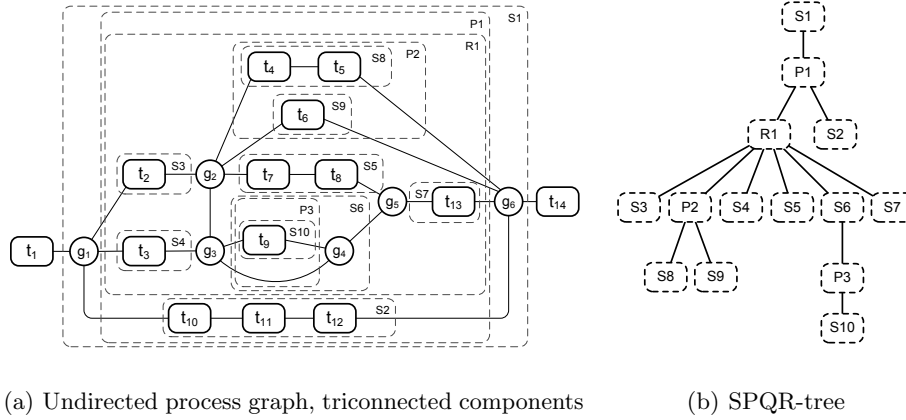 S1
P1
R1
P2
t4 t5 S8
t6 S9
t2 S3 g2 t7 t8 S5
g5 S7 t13 g6 t14
t1 g1 t3 S4 g3 P3 S6
t9 S10 g4
t10 t11 t12 S2
(a) Undirected process graph, triconnected components
S1
P1
R1 S2
S3 P2 S4 S5 S6 S7
S8 S9 P3
S10
(b) SPQR-tree